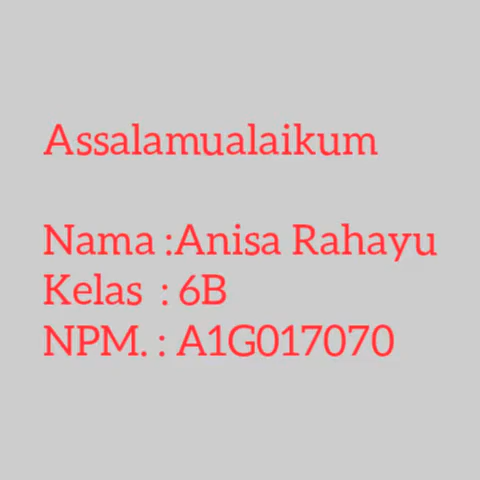 Assalamualaikum
Nama :Anisa Rahayu
Kelas : 6B
NPM. : A1G017070